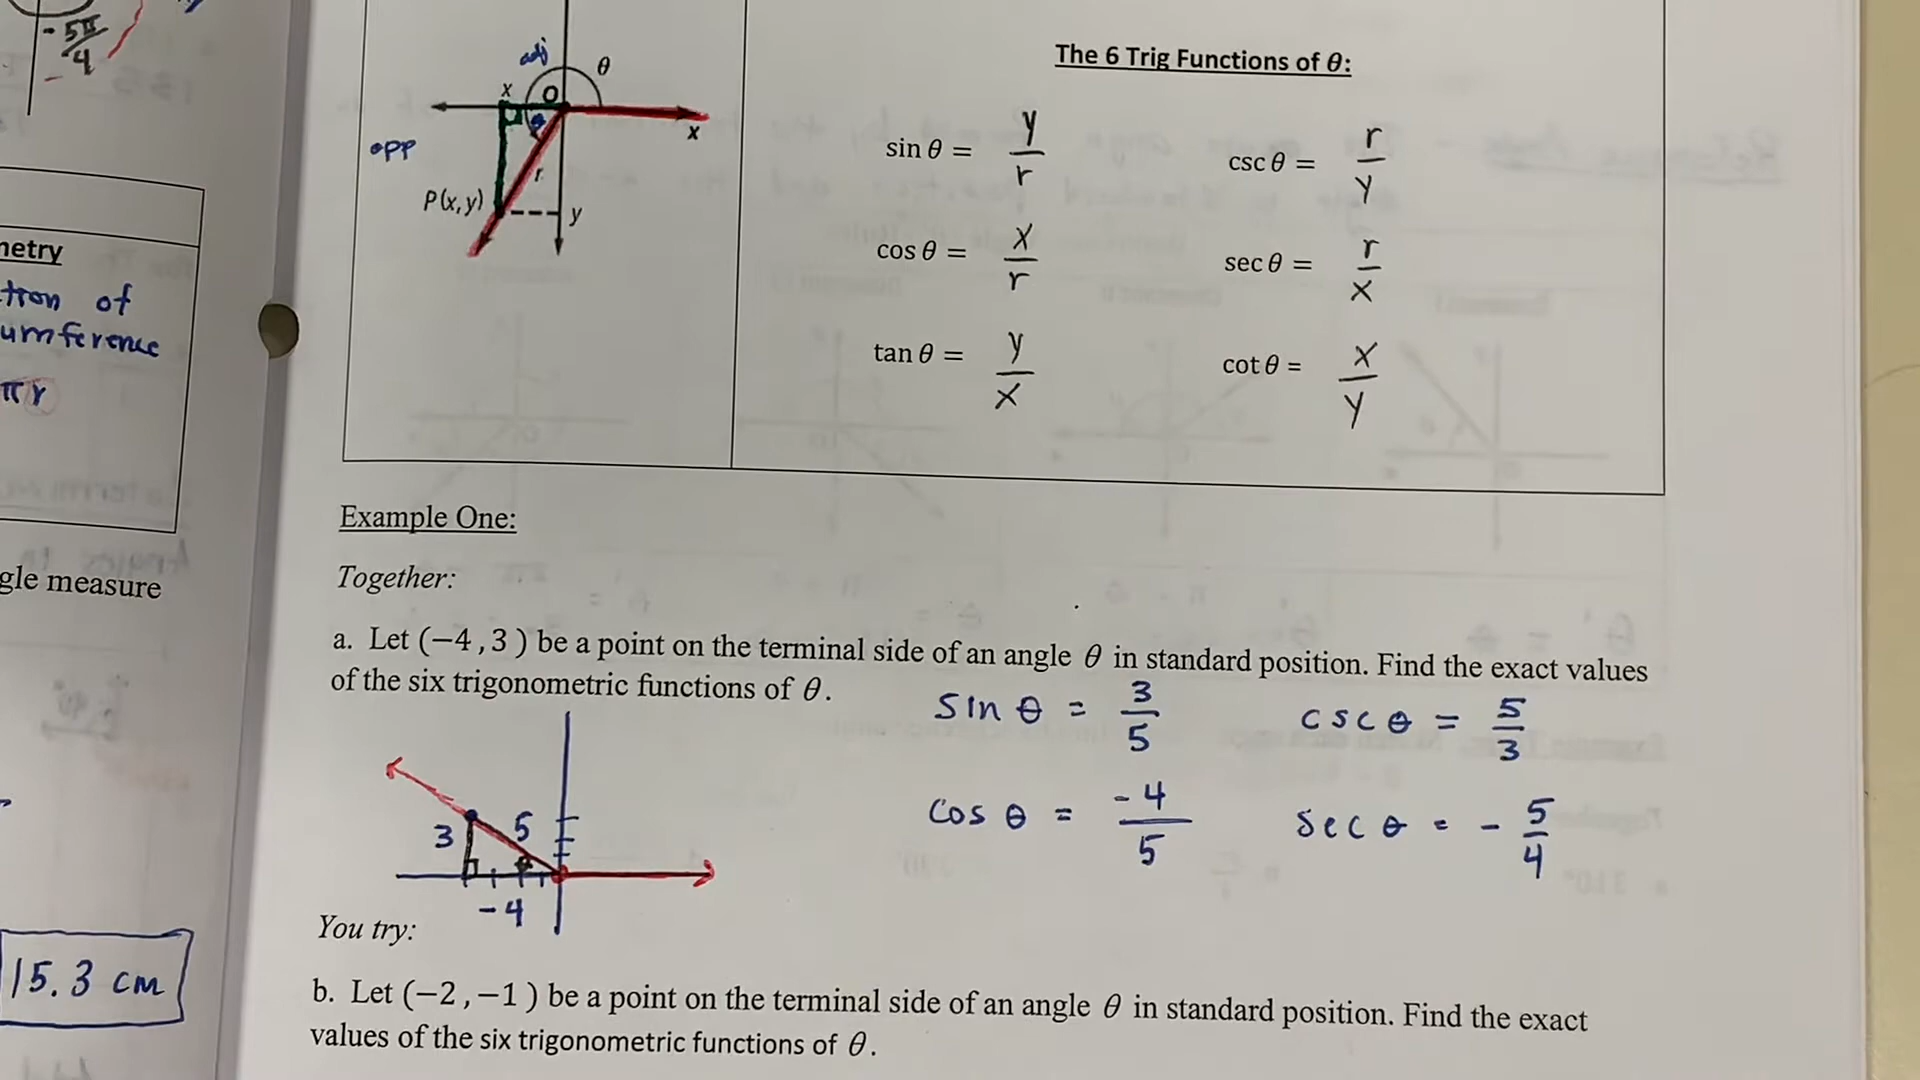 - 5π/4
metry
tion of
umference
πr
gle measure
15.3 cm
adj
θ
x
O
opp
x
r
P(x,y)
y
The 6 Trig Functions of θ:
sin θ = y/r
csc θ = r/y
cos θ = x/r
sec θ = r/x
tan θ = y/x
cot θ = x/y
Example One:
Together:
a. Let (−4,3) be a point on the terminal side of an angle θ in standard position. Find the exact values
of the six trigonometric functions of θ.
sin θ = 3/5
csc θ = 5/3
cos θ = -4/5
sec θ = - 5/4
3
5
-4
You try:
b. Let (−2,−1) be a point on the terminal side of an angle θ in standard position. Find the exact
values of the six trigonometric functions of θ.